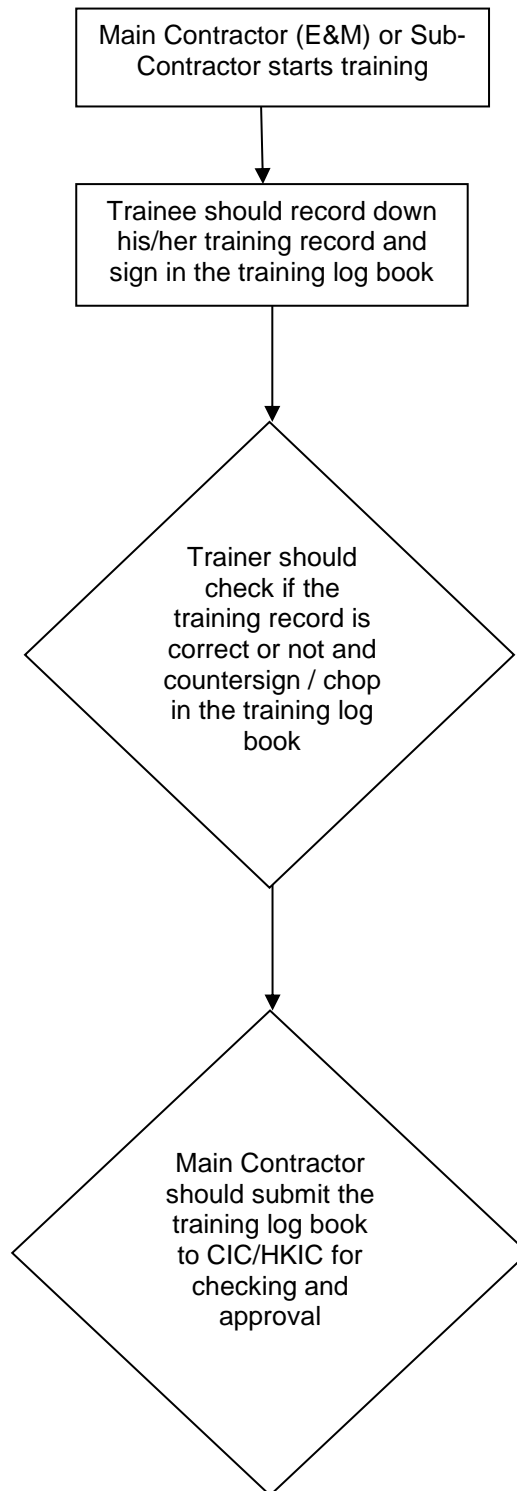 Main Contractor (E&M) or Sub-
Contractor starts training
Trainee should record down
his/her training record and
sign in the training log book
Trainer should
check if the
training record is
correct or not and
countersign / chop
in the training log
book
Main Contractor
should submit the
training log book
to CIC/HKIC for
checking and
approval